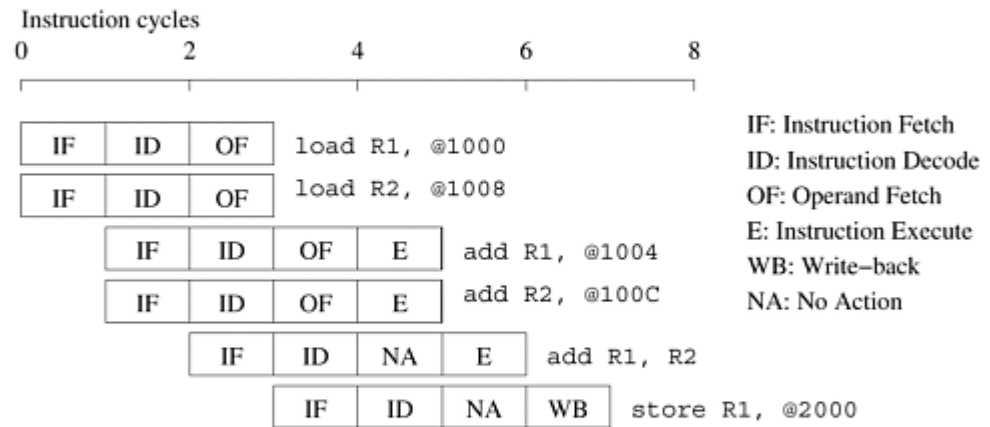 Instruction cycles
0 2 4 6 8
IF ID OF load R1, @1000
IF ID OF load R2, @1008
IF ID OF E add R1, @1004
IF ID OF E add R2, @100C
IF ID NA E add R1, R2
IF ID NA WB store R1, @2000
IF: Instruction Fetch
ID: Instruction Decode
OF: Operand Fetch
E: Instruction Execute
WB: Write−back
NA: No Action